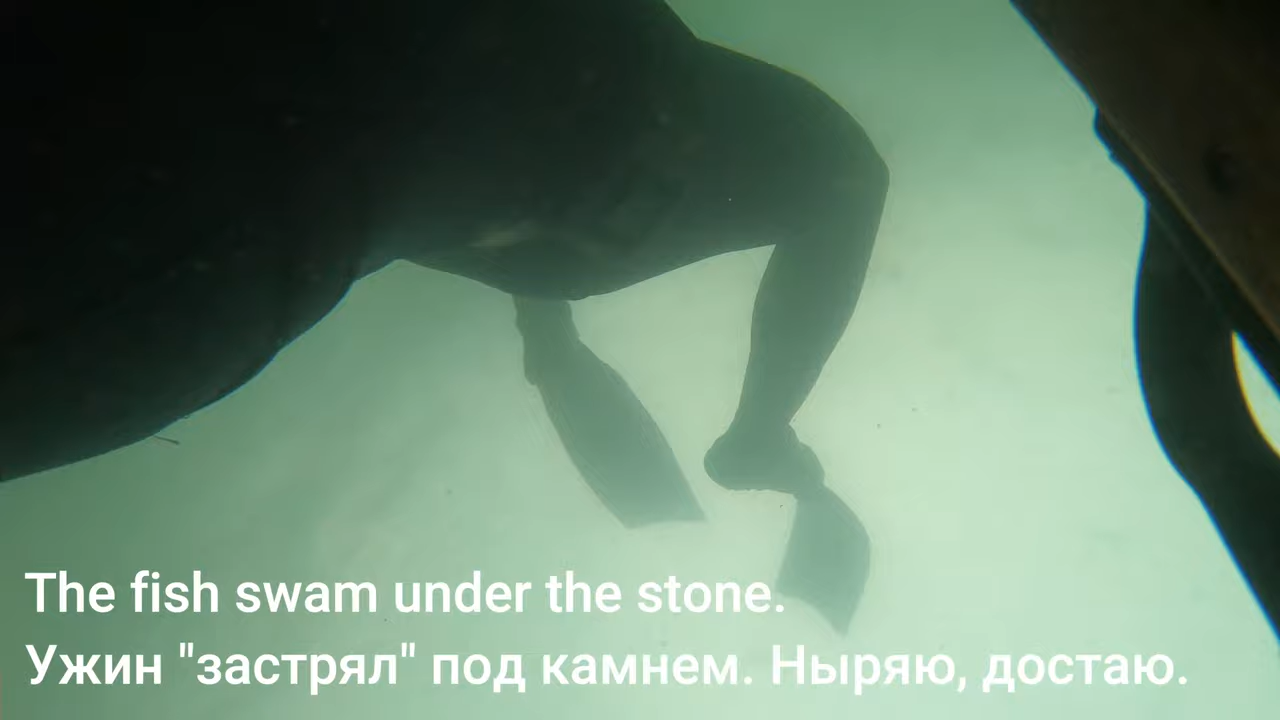 The fish swam under the stone.
Ужин "застрял" под камнем. Ныряю, достаю.